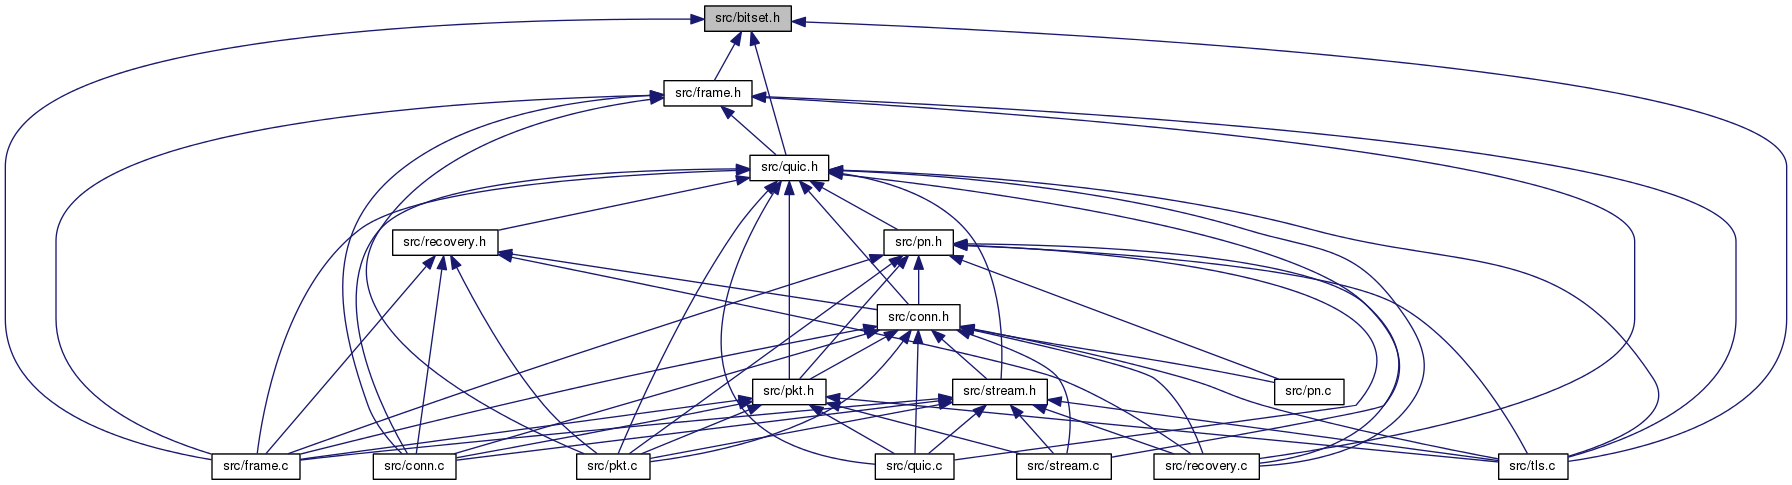 src/bitset.h
src/frame.h
src/quic.h
src/recovery.h
src/pn.h
src/conn.h
src/pkt.h
src/stream.h
src/pn.c
src/frame.c
src/conn.c
src/pkt.c
src/quic.c
src/stream.c
src/recovery.c
src/tls.c